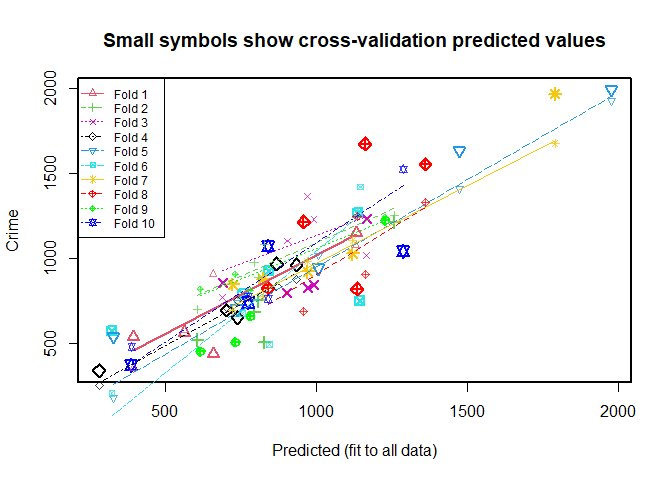 Small symbols show cross-validation predicted values
Crime
2000
1500
1000
500
Fold 1
Fold 2
Fold 3
Fold 4
Fold 5
Fold 6
Fold 7
Fold 8
Fold 9
Fold 10
500 1000 1500 2000
Predicted (fit to all data)